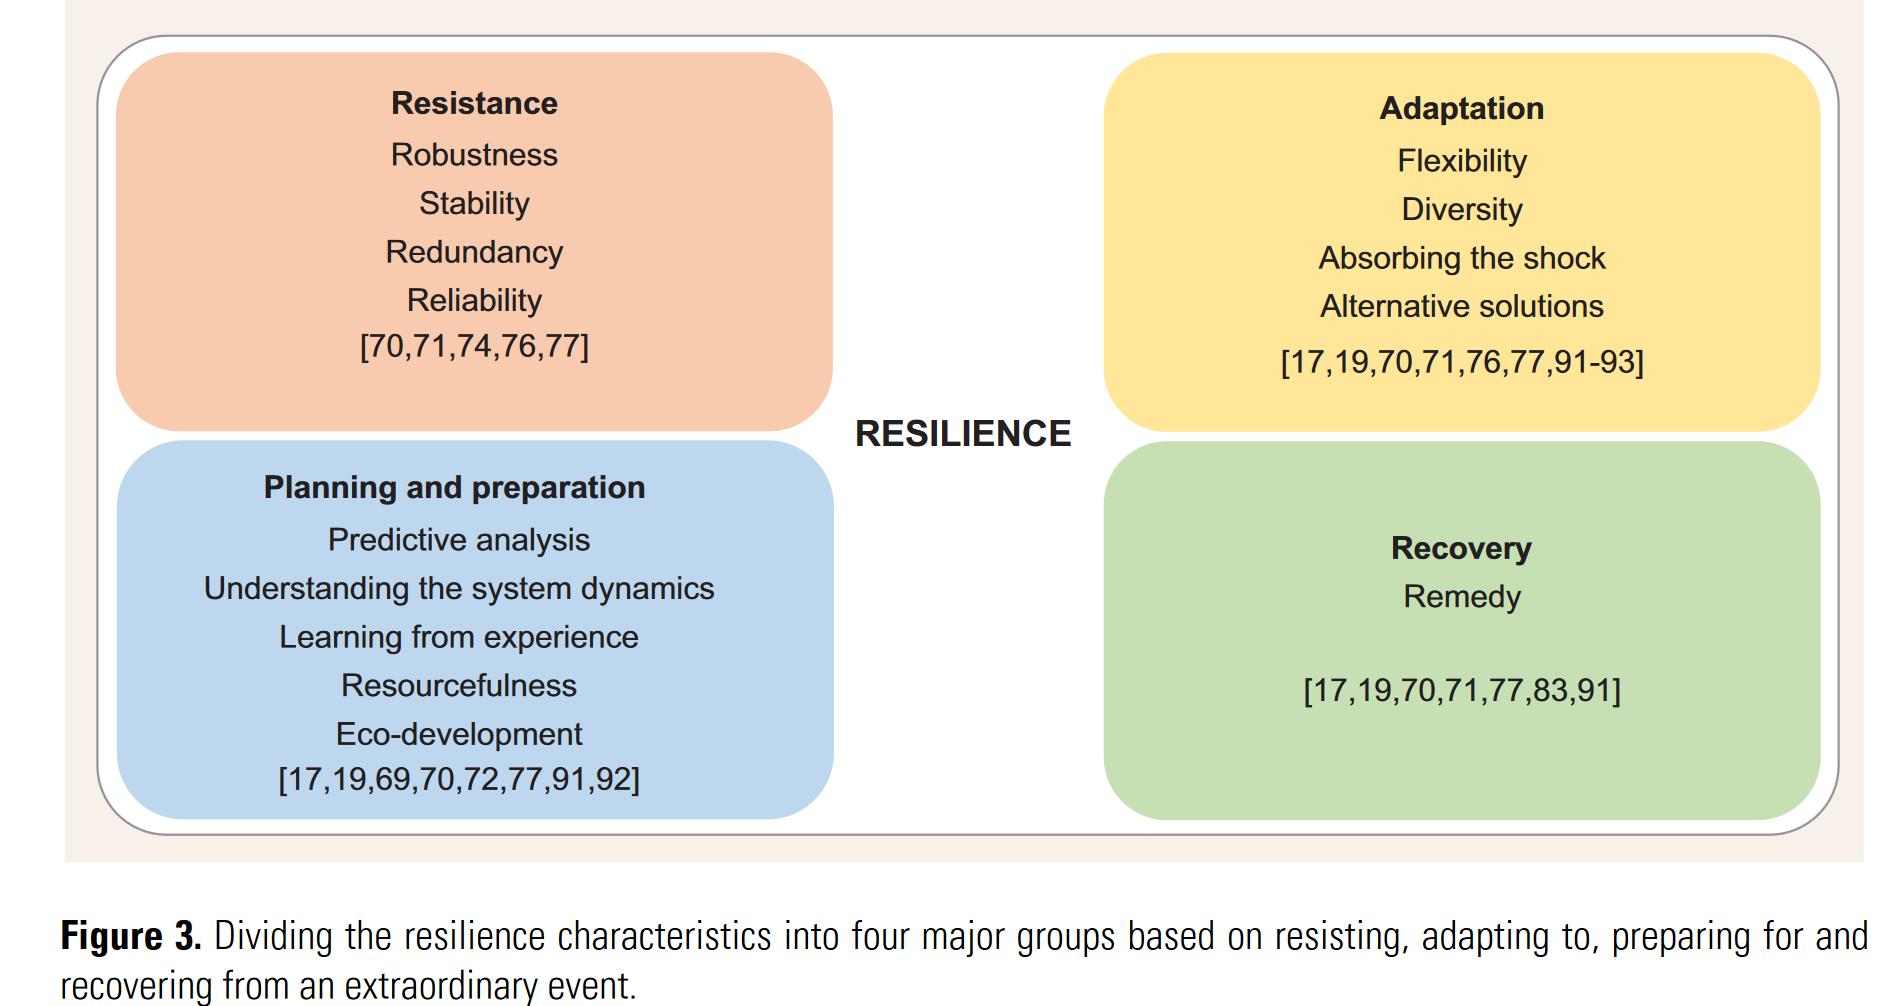 Resistance
Robustness
Stability
Redundancy
Reliability
[70,71,74,76,77]
Adaptation
Flexibility
Diversity
Absorbing the shock
Alternative solutions
[17,19,70,71,76,77,91-93]
RESILIENCE
Planning and preparation
Predictive analysis
Understanding the system dynamics
Learning from experience
Resourcefulness
Eco-development
[17,19,69,70,72,77,91,92]
Recovery
Remedy
[17,19,70,71,77,83,91]
Figure 3. Dividing the resilience characteristics into four major groups based on resisting, adapting to, preparing for and
recovering from an extraordinary event.